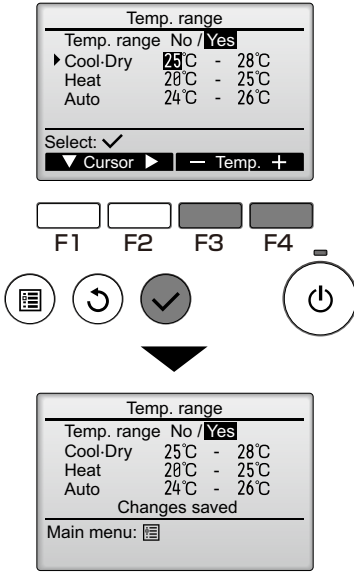 Temp. range
Temp. range No / Yes
Cool·Dry 25℃ - 28℃
Heat 20℃ - 25℃
Auto 24℃ - 26℃
Select: ✓
▼ Cursor ▶ − Temp. +
F1 F2 F3 F4
Temp. range
Temp. range No / Yes
Cool·Dry 25℃ - 28℃
Heat 20℃ - 25℃
Auto 24℃ - 26℃
Changes saved
Main menu: